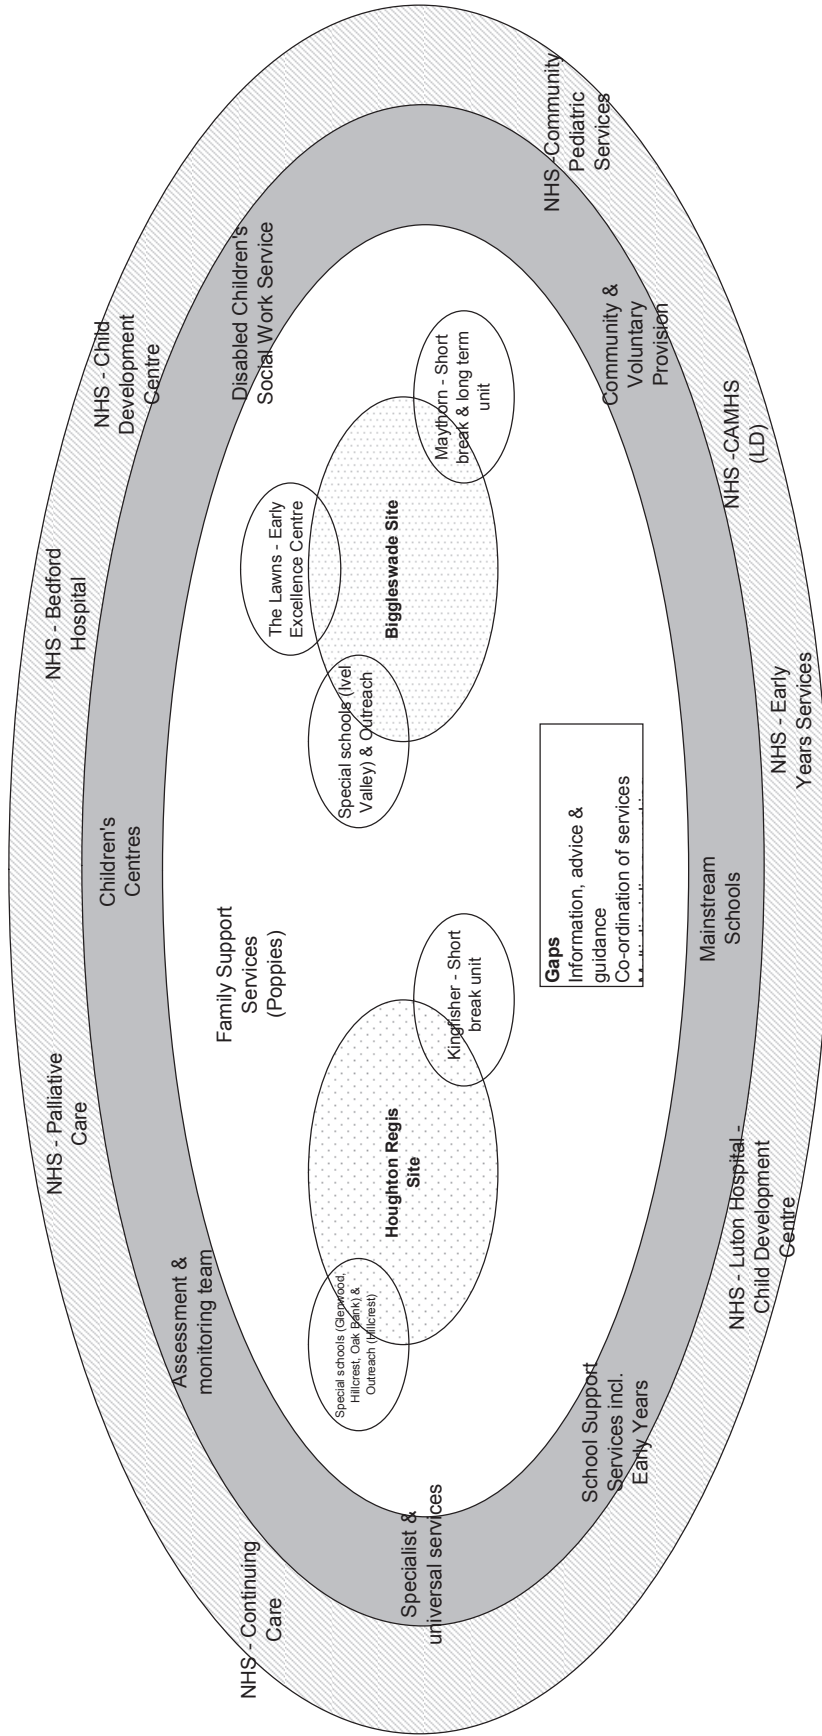 NHS - Palliative
Care
NHS - Bedford
Hospital
NHS - Child
Development
Centre
Children's
Centres
Assessment &
monitoring team
Family Support
Services
(Poppies)
Disabled Children's
Social Work Service
NHS - Continuing
Care
The Lawns - Early
Excellence Centre
Special schools (Glenwood,
Hillcrest, Oak Bank) &
Outreach (Hillcrest)
Special schools (Ivel
Valley) & Outreach
Houghton Regis
Site
Biggleswade Site
Specialist &
universal services
Kingfisher - Short
break unit
Maythorn - Short
break & long term
unit
Gaps
Information, advice &
guidance
Co-ordination of services
NHS -Community
Pediatric
Services
School Support
Services incl.
Early Years
Community &
Voluntary
Provision
Mainstream
Schools
NHS - Luton Hospital -
Child Development
Centre
NHS -CAMHS
(LD)
NHS - Early
Years Services